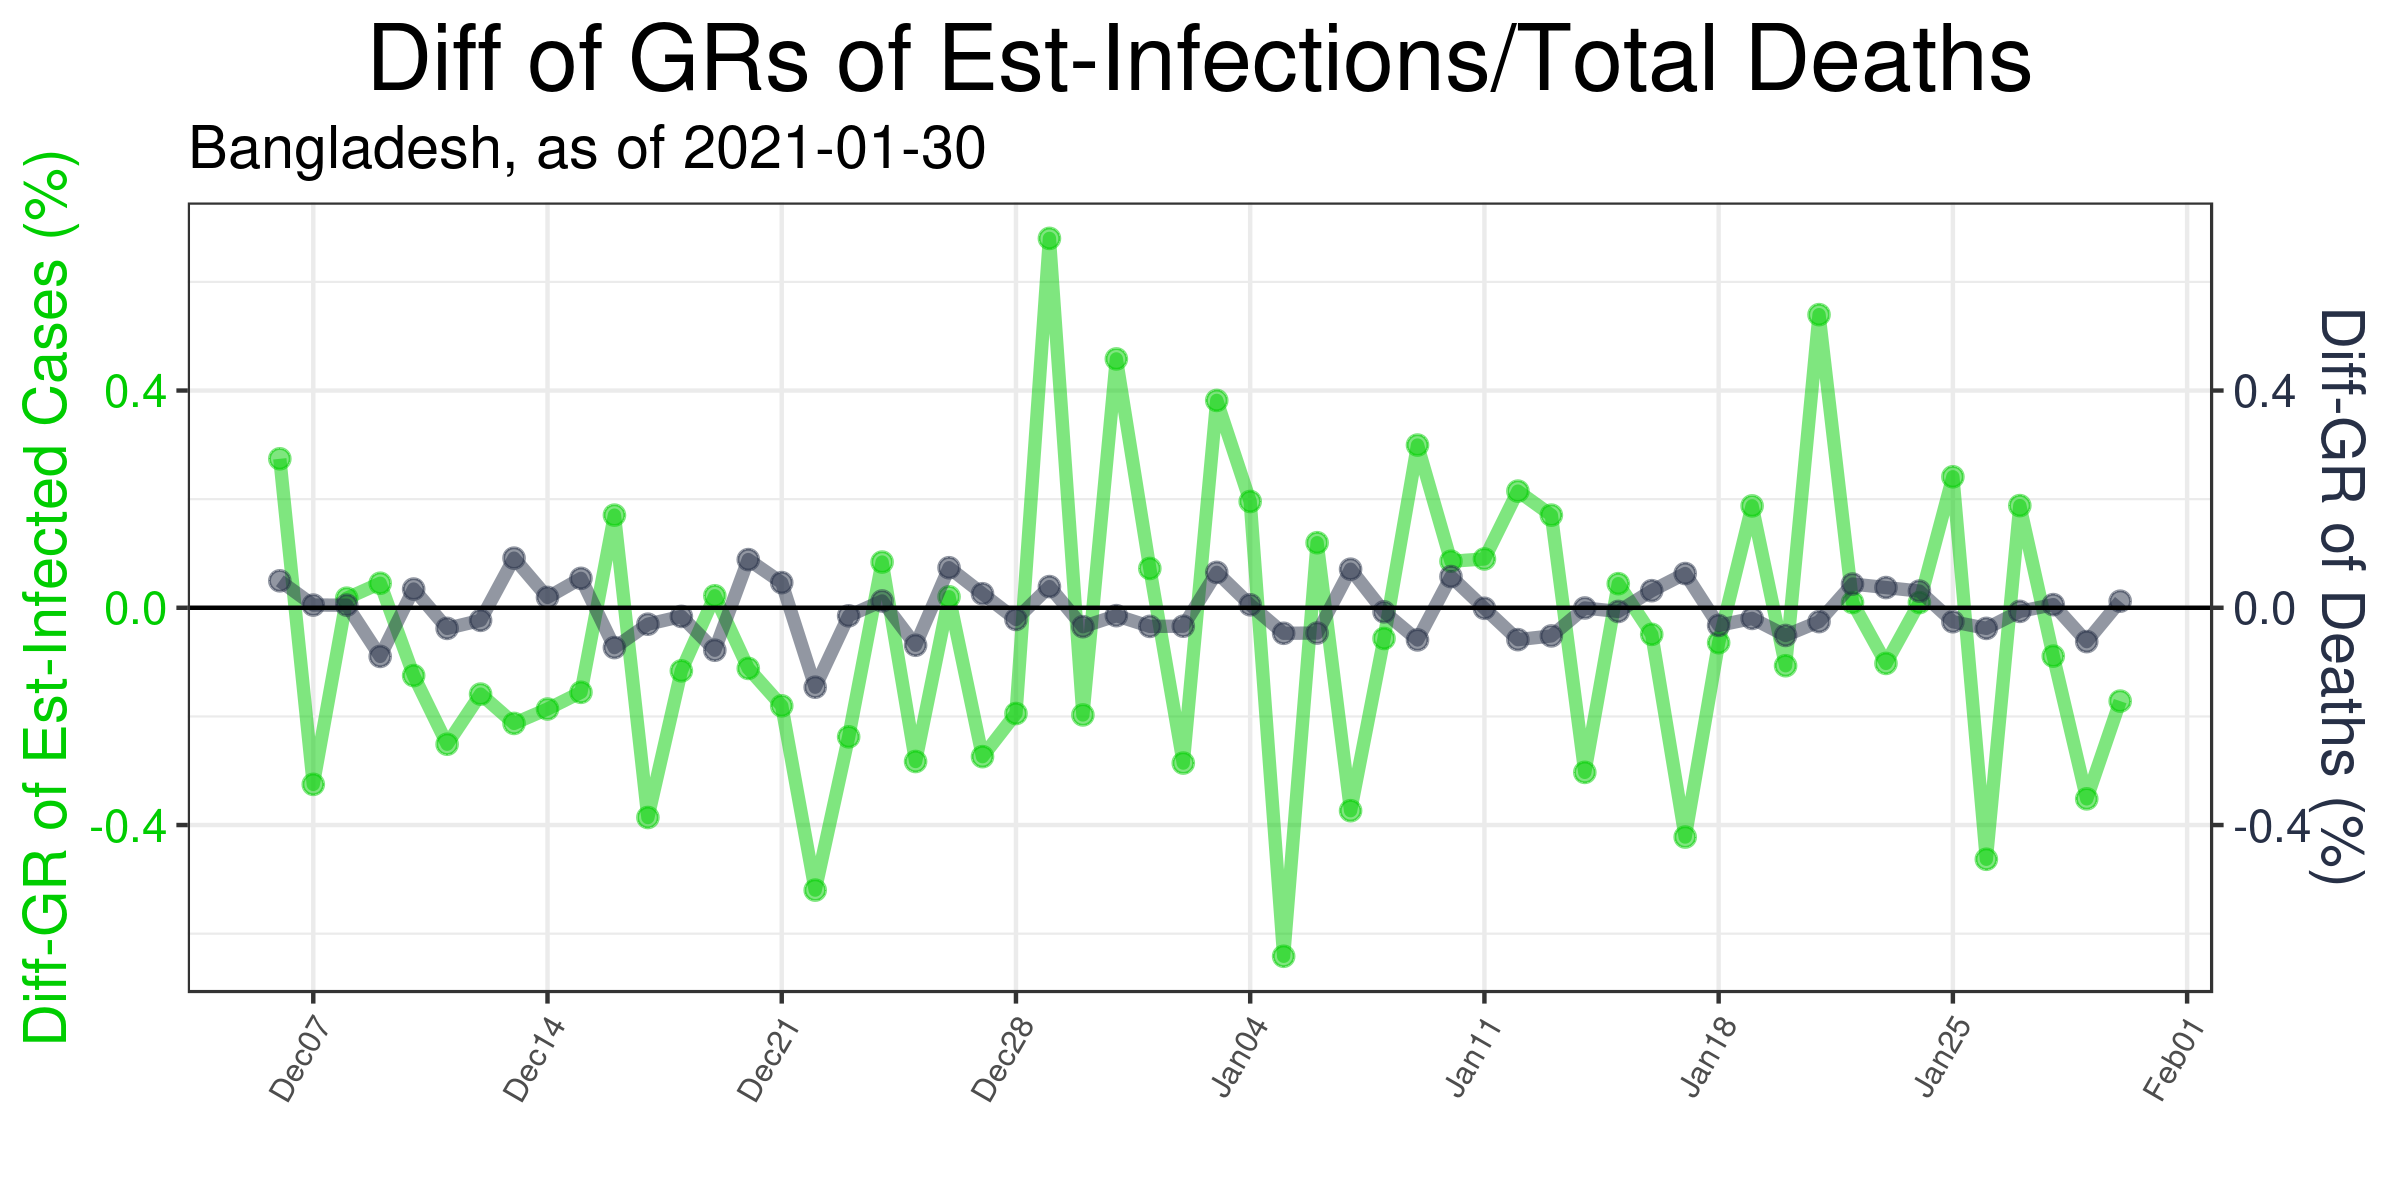 Diff of GRs of Est-Infections/Total Deaths
Bangladesh, as of 2021-01-30
Diff-GR of Est-Infected Cases (%)
0.4
0.0
-0.4
0.4
0.0
-0.4
Diff-GR of Deaths (%)
Dec07
Dec14
Dec21
Dec28
Jan04
Jan11
Jan18
Jan25
Feb01